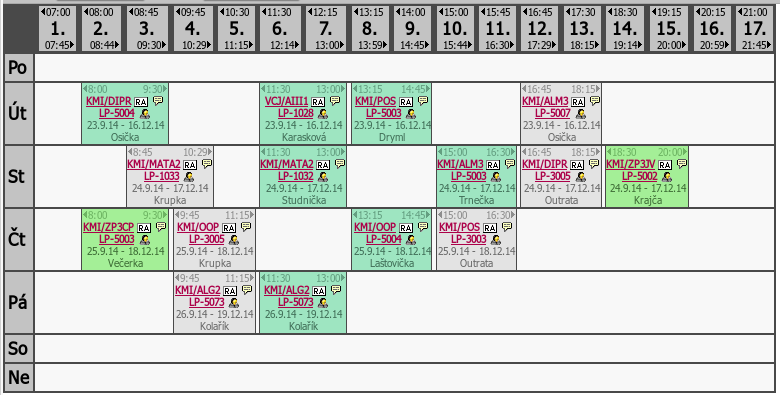 07:00 08:00 08:45 09:45 10:30 11:30 12:15 13:15 14:00 15:00 15:45 16:45 17:30 18:30 19:15 20:15 21:00
1. 2. 3. 4. 5. 6. 7. 8. 9. 10. 11. 12. 13. 14. 15. 16. 17.
07:45 08:44 09:30 10:29 11:15 12:14 13:00 13:59 14:45 15:44 16:30 17:29 18:15 19:14 20:00 20:59 21:45
Po
Út
8:00 9:30
KMI/DIPR RA
LP-5004
23.9.14 - 16.12.14
Osička
11:30 13:00
VCJ/AIII1 RA
LP-1028
23.9.14 - 16.12.14
Karasková
13:15 14:45
KMI/POS RA
LP-5003
23.9.14 - 16.12.14
Dryml
16:45 18:15
KMI/ALM3 RA
LP-5007
23.9.14 - 16.12.14
Osička
St
8:45 10:29
KMI/MATA2 RA
LP-1033
24.9.14 - 17.12.14
Krupka
11:30 13:00
KMI/MATA2 RA
LP-1032
24.9.14 - 17.12.14
Studnička
15:00 16:30
KMI/ALM3 RA
LP-5003
24.9.14 - 17.12.14
Trnečka
16:45 18:15
KMI/DIPR RA
LP-3005
24.9.14 - 17.12.14
Outrata
18:30 20:00
KMI/ZP3JV RA
LP-5002
24.9.14 - 17.12.14
Krajča
Čt
8:00 9:30
KMI/ZP3CP RA
LP-5003
25.9.14 - 18.12.14
Večerka
9:45 11:15
KMI/OOP RA
LP-3005
25.9.14 - 18.12.14
Krupka
13:15 14:45
KMI/OOP RA
LP-5004
25.9.14 - 18.12.14
Laštovička
15:00 16:30
KMI/POS RA
LP-3003
25.9.14 - 18.12.14
Outrata
Pá
9:45 11:15
KMI/ALG2 RA
LP-5073
26.9.14 - 19.12.14
Kolařík
11:30 13:00
KMI/ALG2 RA
LP-5073
26.9.14 - 19.12.14
Kolařík
So
Ne